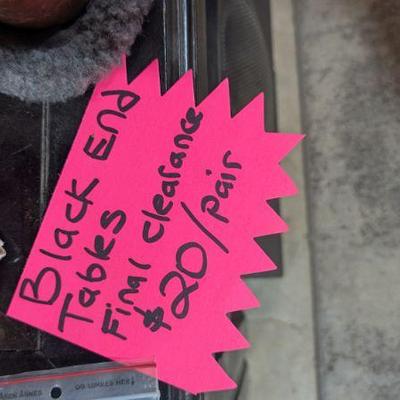 Black End
Tables
Final Clearance
$20/pair